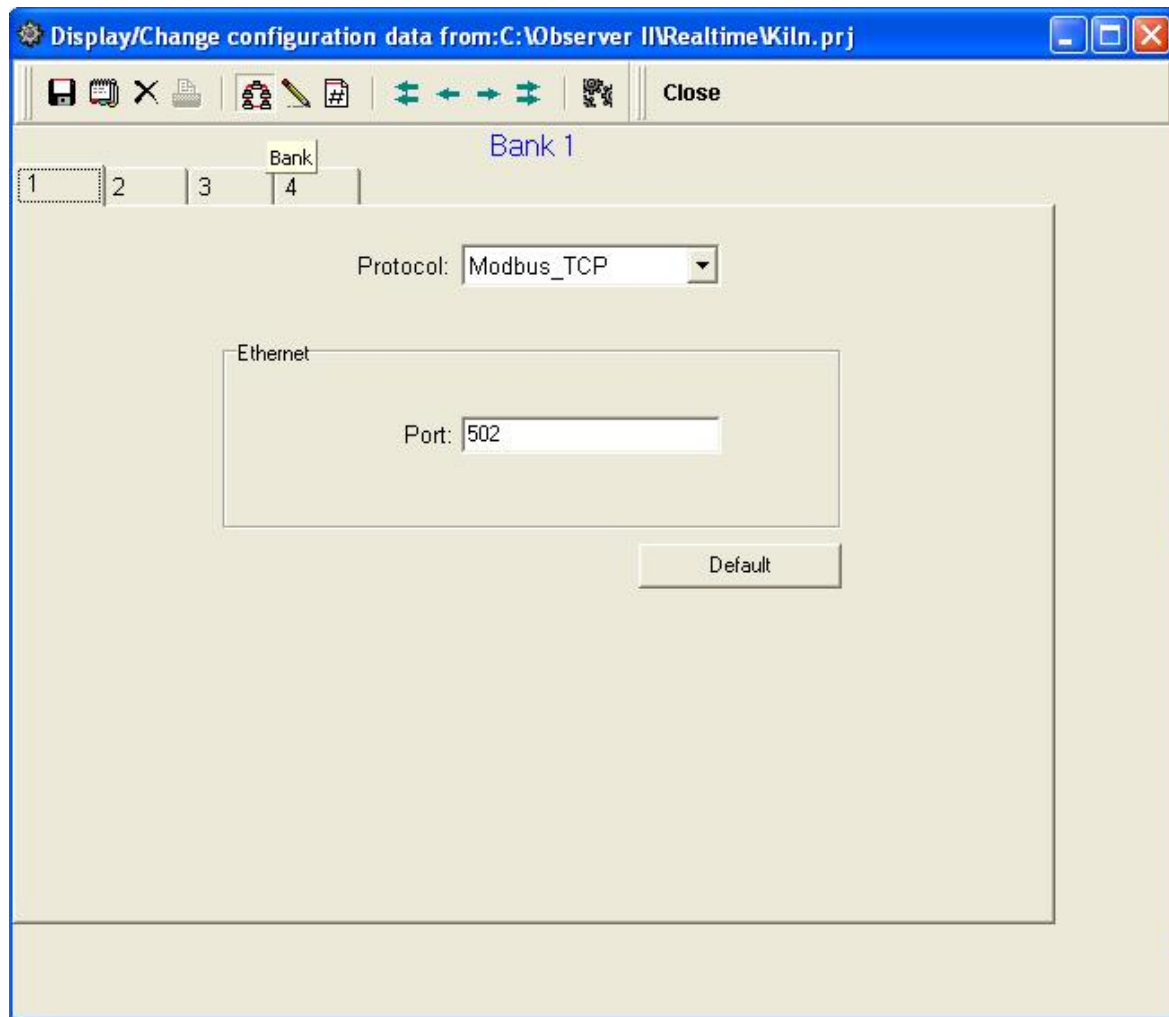 Display/Change configuration data from:C:\Observer II\Realtime\Kiln.prj
# Close
Bank 1
Bank
1 2 3 4
Protocol: Modbus_TCP
Ethernet
Port: 502
Default